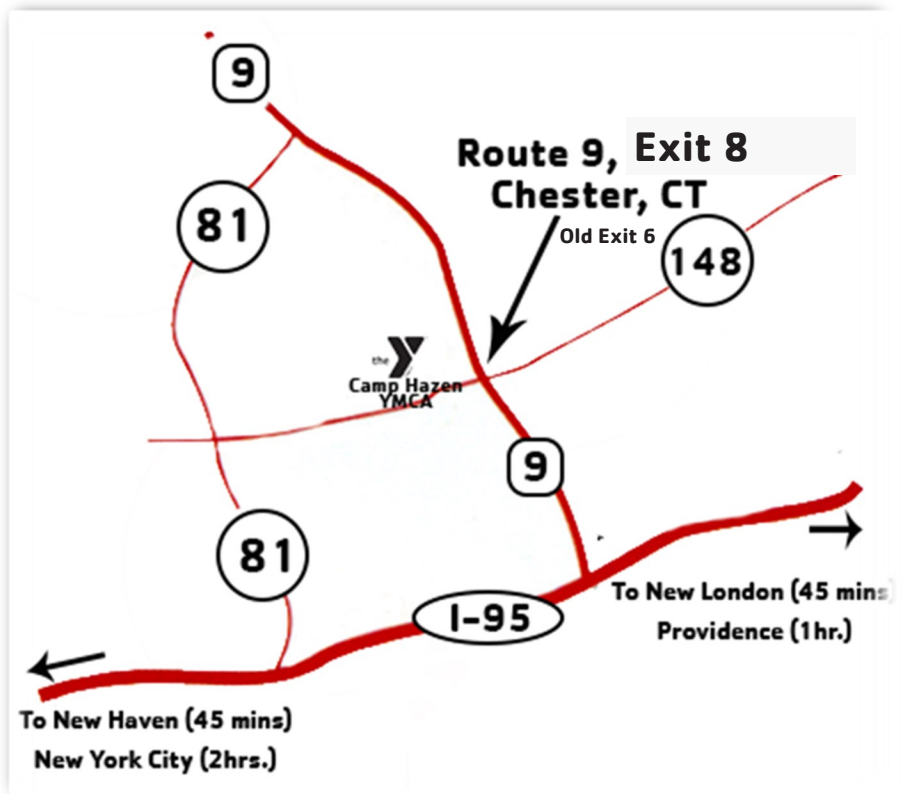 9
Route 9, Exit 8
Chester, CT
81
Old Exit 6
148
the
Camp Hazen
YMCA
9
81
I-95
To New London (45 mins)
Providence (1hr.)
To New Haven (45 mins)
New York City (2hrs.)